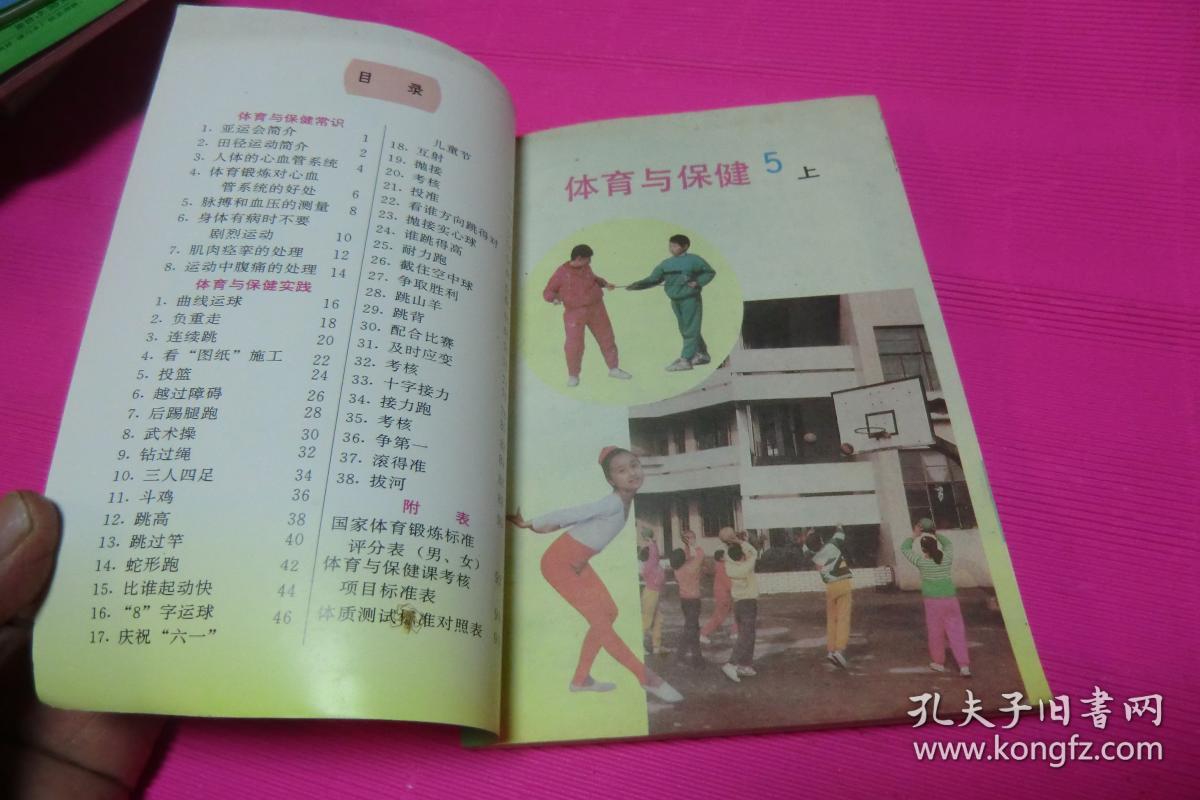 目 录
体育与保健常识
1. 亚运会简介 1
2. 田径运动简介 2
3. 人体的心血管系统 4
4. 体育锻炼对心血
管系统的好处 6
5. 脉搏和血压的测量 8
6. 身体有病时不要
剧烈运动 10
7. 肌肉痉挛的处理 12
8. 运动中腹痛的处理 14
体育与保健实践
1. 曲线运球 16
2. 负重走 18
3. 连续跳 20
4. 看“图纸”施工 22
5. 投篮 24
6. 越过障碍 26
7. 后踢腿跑 28
8. 武术操 30
9. 钻过绳 32
10. 三人四足 34
11. 斗鸡 36
12. 跳高 38
13. 跳过竿 40
14. 蛇形跑 42
15. 比谁起动快 44
16. “8”字运球 46
17. 庆祝“六一”
儿童节
18. 互射
19. 抛接
20. 考核
21. 投准
22. 看谁方向跳得对
23. 抛接实心球
24. 谁跳得高
25. 耐力跑
26. 截住空中球
27. 争取胜利
28. 跳山羊
29. 跳背
30. 配合比赛
31. 及时应变
32. 考核
33. 十字接力
34. 接力跑
35. 考核
36. 争第一
37. 滚得准
38. 拔河
附 表
国家体育锻炼标准
评分表（男、女）
体育与保健课考核
项目标准表
体质测试标准对照表
体育与保健 5 上
孔夫子旧书网
www.kongfz.com